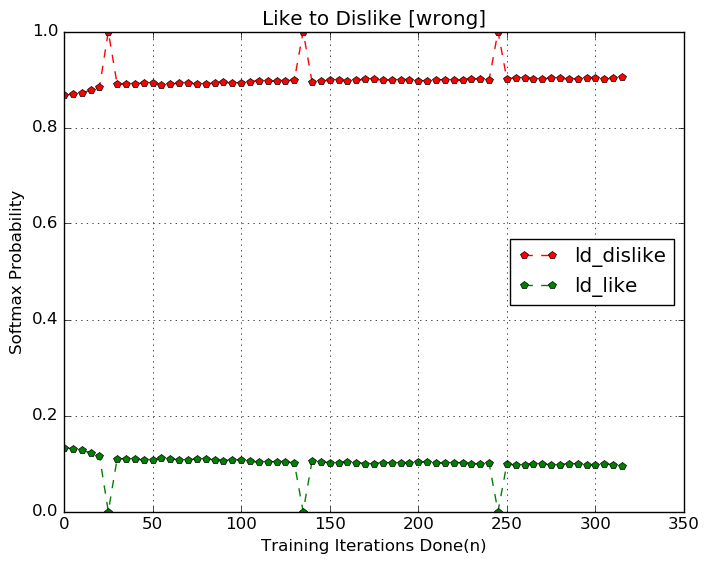 Like to Dislike [wrong]
1.0
0.8
0.6
0.4
0.2
0.0
Softmax Probability
ld_dislike
ld_like
0 50 100 150 200 250 300 350
Training Iterations Done(n)